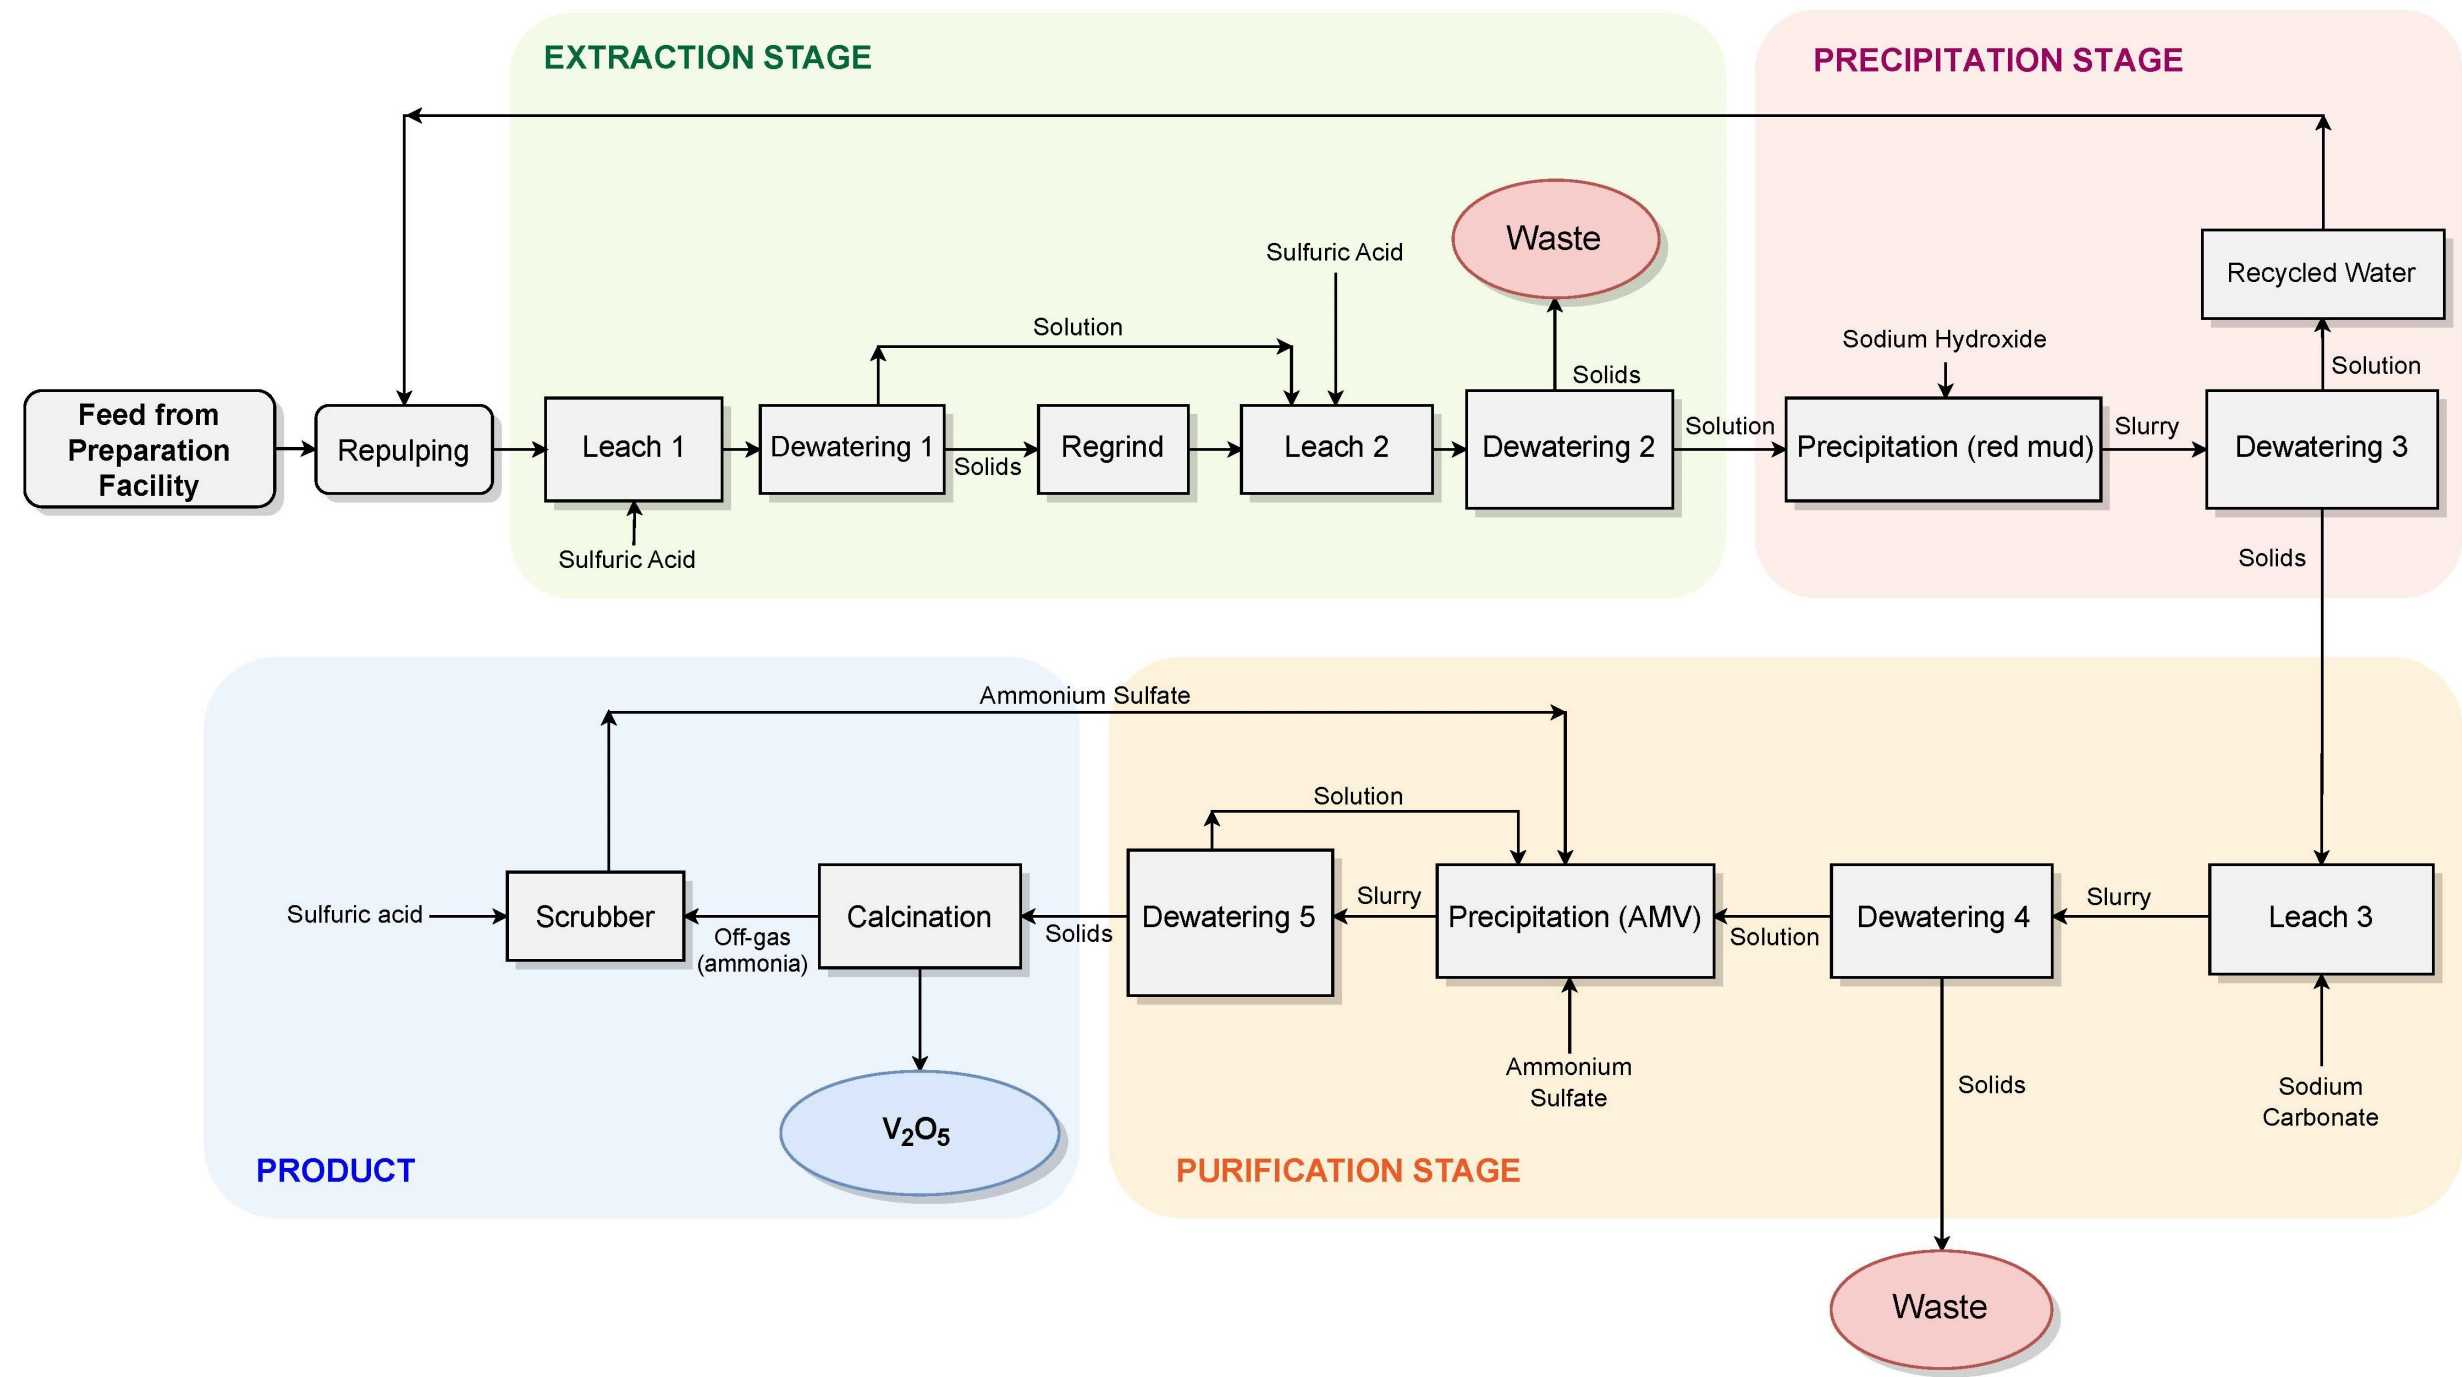 EXTRACTION STAGE
PRECIPITATION STAGE
Waste
Sulfuric Acid
Recycled Water
Solution
Sodium Hydroxide
Solution
Solids
Feed from
Preparation
Facility
Repulping
Leach 1
Dewatering 1
Solids
Regrind
Leach 2
Dewatering 2
Solution
Precipitation (red mud)
Slurry
Dewatering 3
Sulfuric Acid
Solids
Ammonium Sulfate
Solution
Sulfuric acid
Scrubber
Off-gas
(ammonia)
Calcination
Solids
Dewatering 5
Slurry
Precipitation (AMV)
Solution
Dewatering 4
Slurry
Leach 3
Ammonium
Sulfate
Solids
Sodium
Carbonate
V₂O₅
PRODUCT
PURIFICATION STAGE
Waste